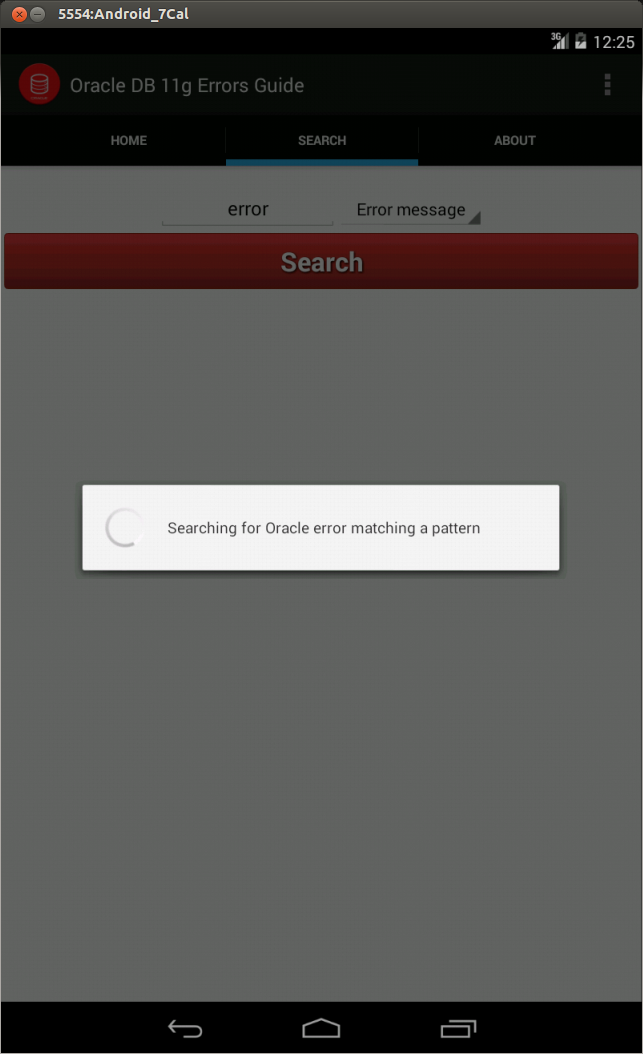 5554:Android_7Cal
3G 12:25
Oracle DB 11g Errors Guide
HOME SEARCH ABOUT
error Error message
Search
Searching for Oracle error matching a pattern